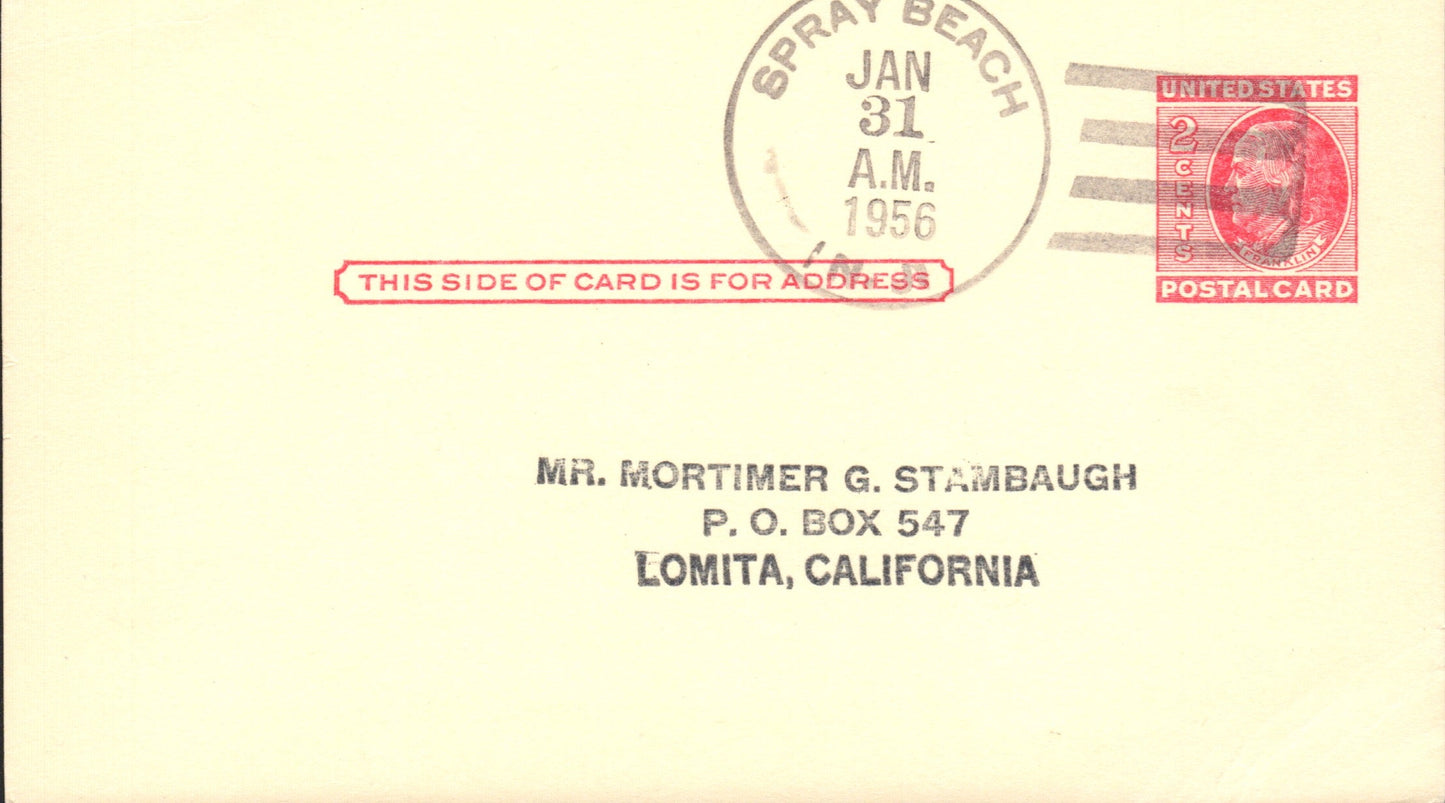 SPRAY BEACH
JAN
31
A.M.
1956
N.J.
UNITED STATES
2
CENTS
FRANKLIN
POSTAL CARD
THIS SIDE OF CARD IS FOR ADDRESS
MR. MORTIMER G. STAMBAUGH
P. O. BOX 547
LOMITA, CALIFORNIA